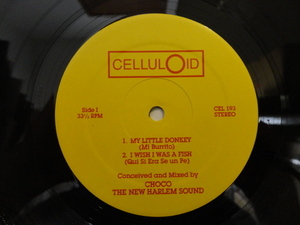 CELLULOID
Side 1 CEL 193
33⅓ RPM STEREO
1. MY LITTLE DONKEY
(Mi Burrito)
2. I WISH I WAS A FISH
(Qui Si Era Se un Pe)
Conceived and Mixed by
CHOCO
THE NEW HARLEM SOUND